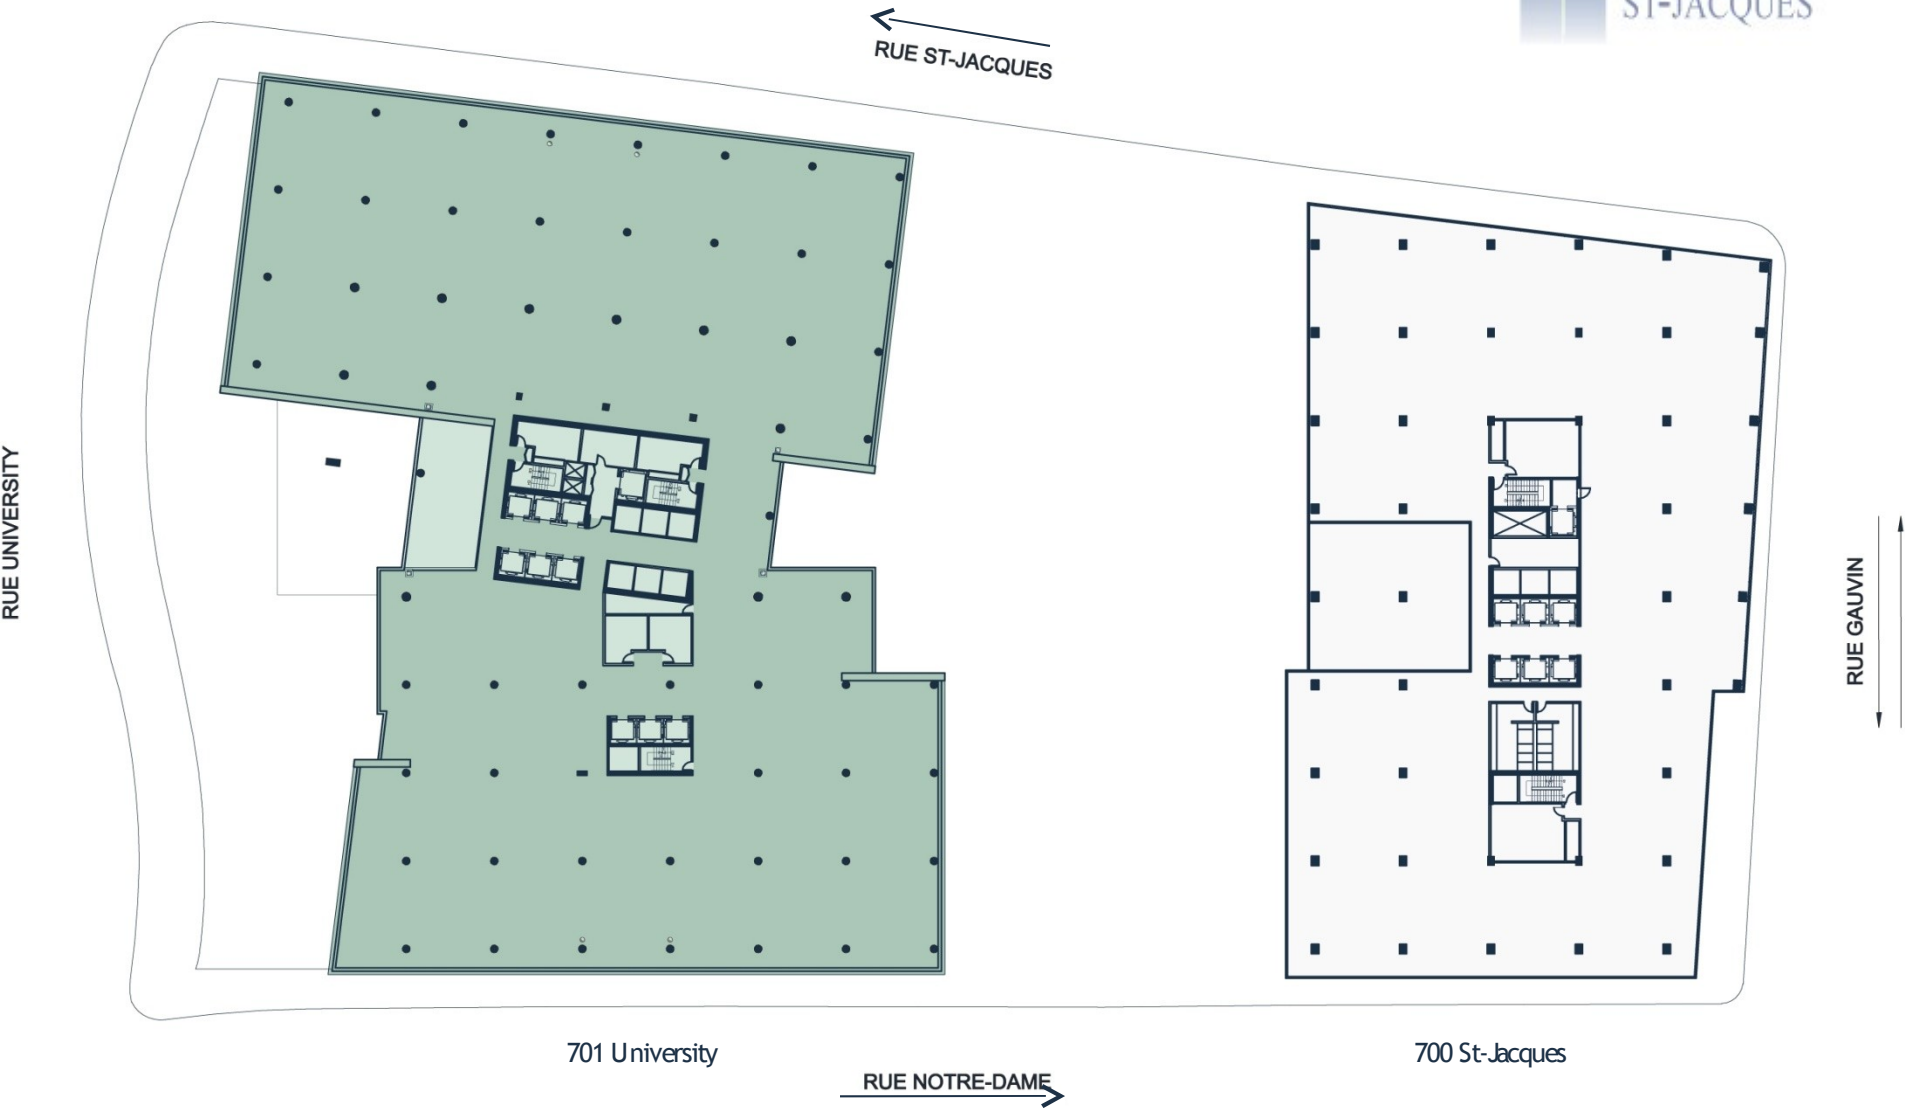 ST-JACQUES
RUE ST-JACQUES
RUE UNIVERSITY
RUE GAUVIN
701 University
700 St-Jacques
RUE NOTRE-DAME